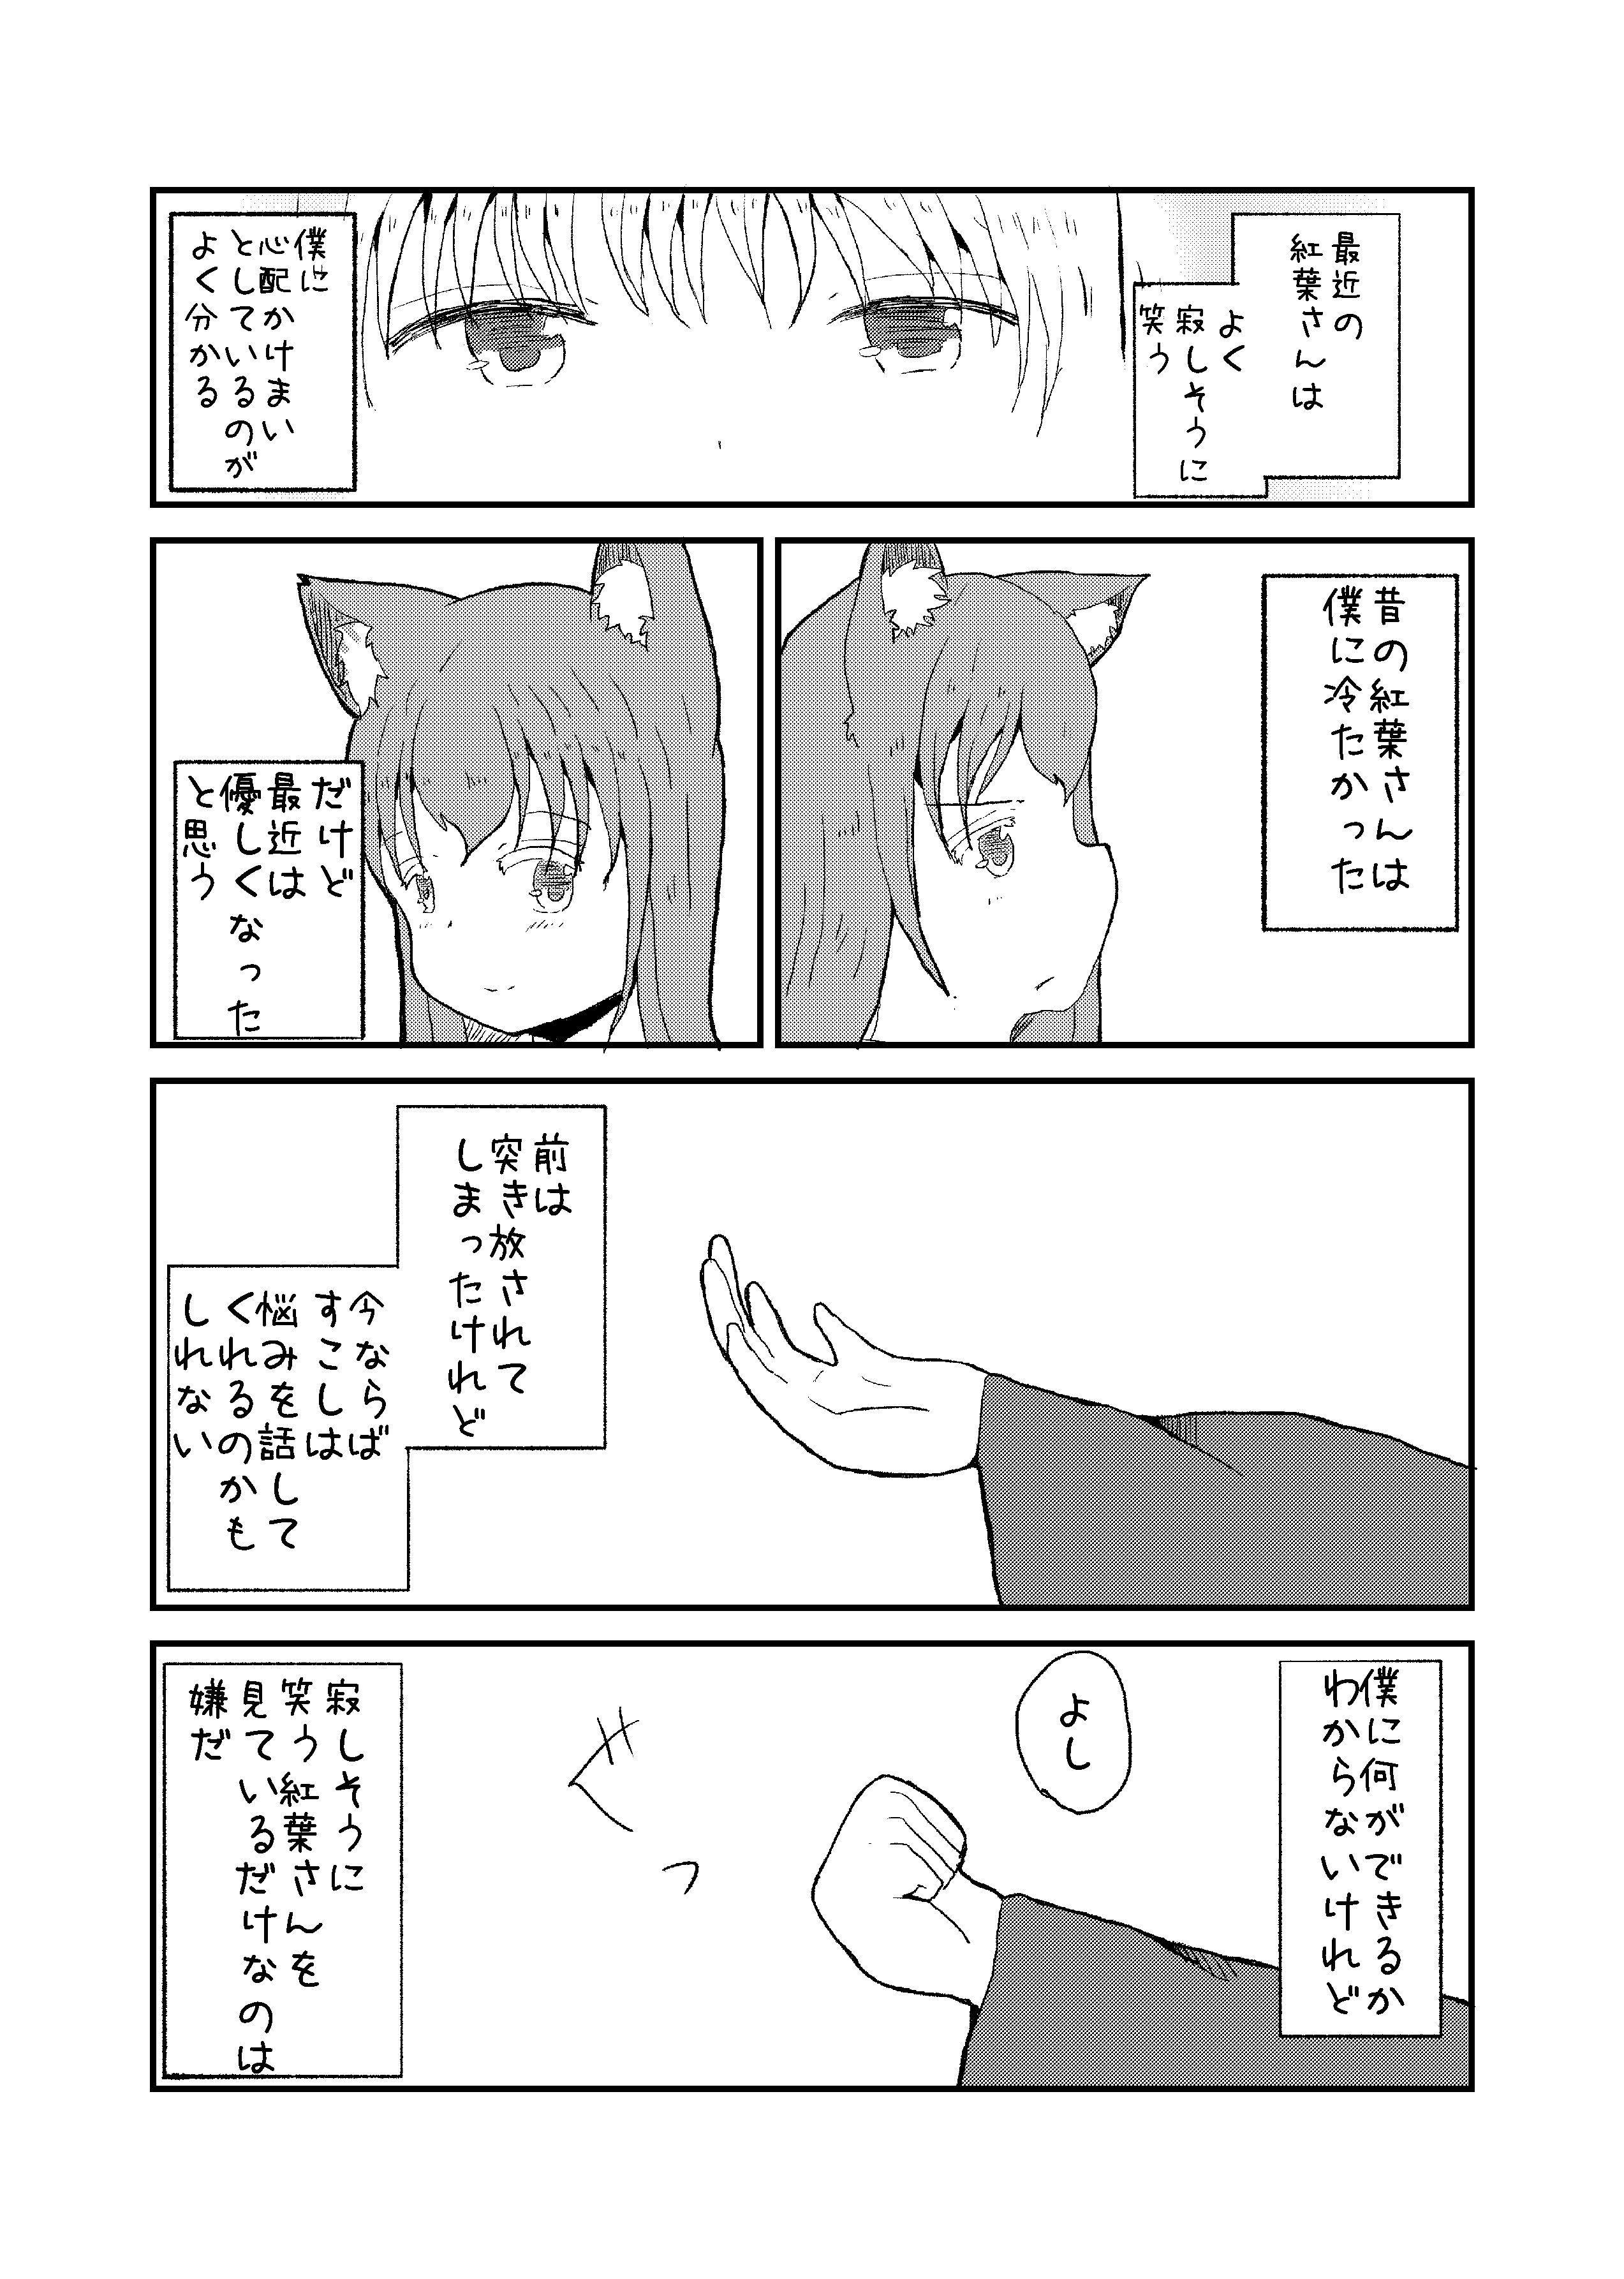 最近の
紅葉さんは
よく
寂しそうに
笑う
僕に
心配かけまい
としているのが
よく分かる
昔の紅葉さんは
僕に冷たかった
だけど
最近は
優しくなった
と思う
前は
突き放されて
しまったけれど
今ならば
すこしは
悩みを話して
くれるのかも
しれない
僕に何ができるか
わからないけれど
よし
っ
寂しそうに
笑う紅葉さんを
見ているだけなのは
嫌だ